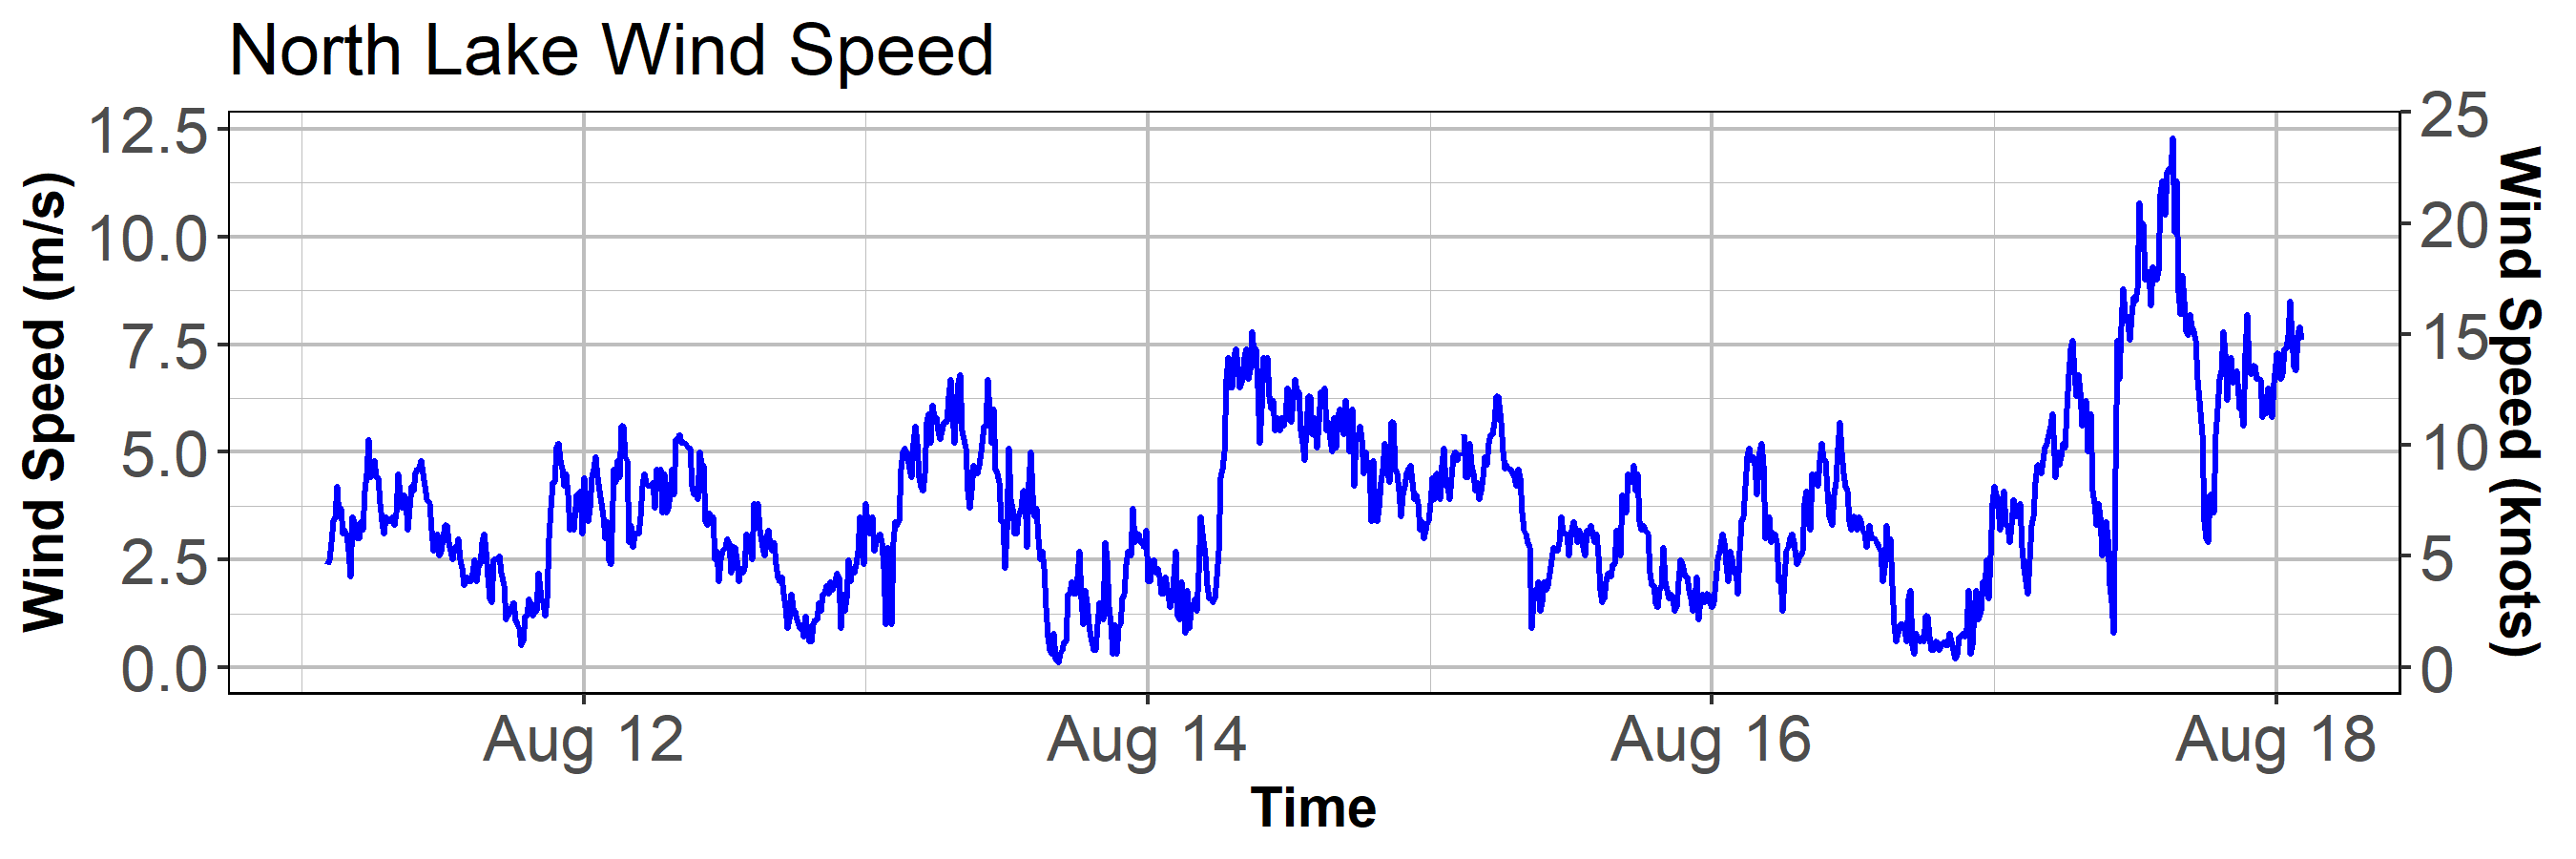 North Lake Wind Speed
Wind Speed (m/s)
12.5
10.0
7.5
5.0
2.5
0.0
25
20
15
10
5
0
Wind Speed (knots)
Aug 12 Aug 14 Aug 16 Aug 18
Time